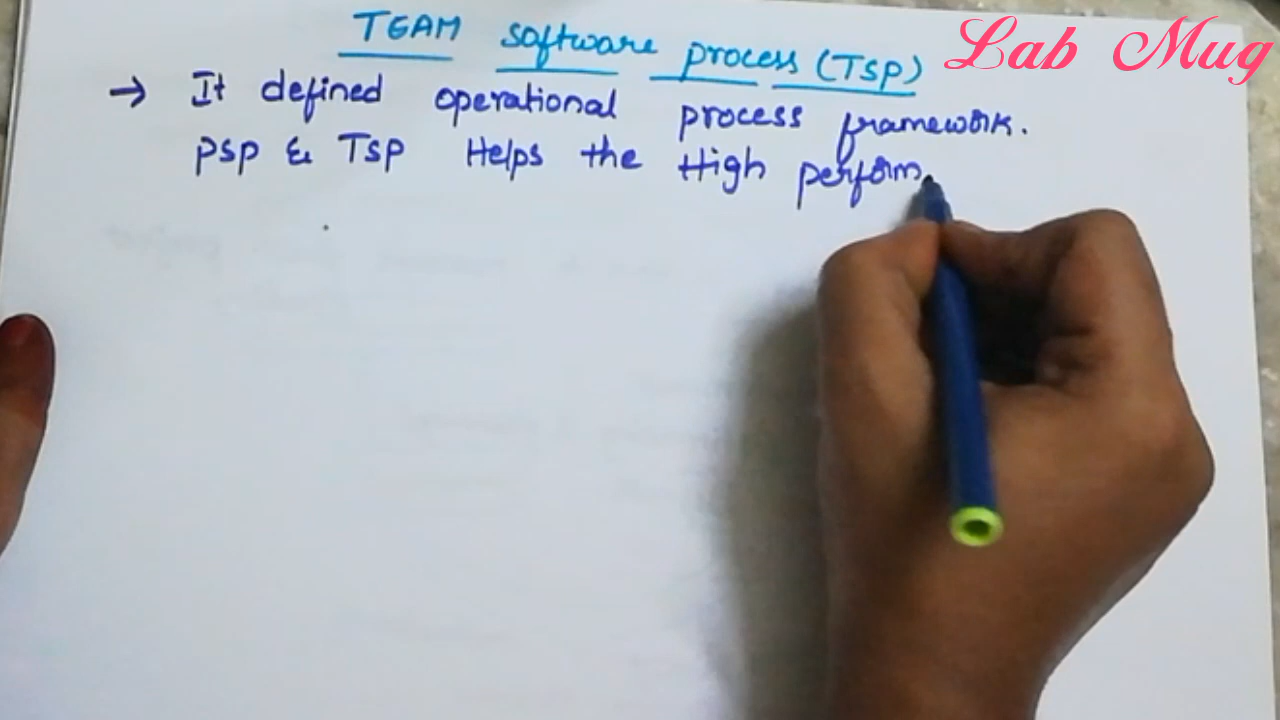 TEAM software process (TSP)
Lab Mug
→ It defined operational process framework.
PSP & TSP Helps the High perform